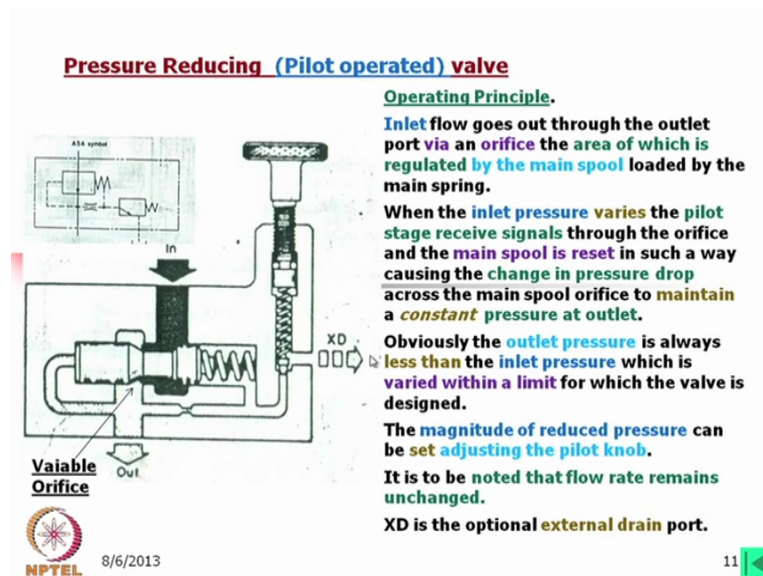 Pressure Reducing (Pilot operated) valve
Operating Principle.
Inlet flow goes out through the outlet
port via an orifice the area of which is
regulated by the main spool loaded by the
main spring.
When the inlet pressure varies the pilot
stage receive signals through the orifice
and the main spool is reset in such a way
causing the change in pressure drop
across the main spool orifice to maintain
a constant pressure at outlet.
Obviously the outlet pressure is always
less than the inlet pressure which is
varied within a limit for which the valve is
designed.
The magnitude of reduced pressure can
be set adjusting the pilot knob.
It is to be noted that flow rate remains
unchanged.
XD is the optional external drain port.
ASA symbol
In
XD
Vaiable
Orifice
Out
NPTEL
8/6/2013
11